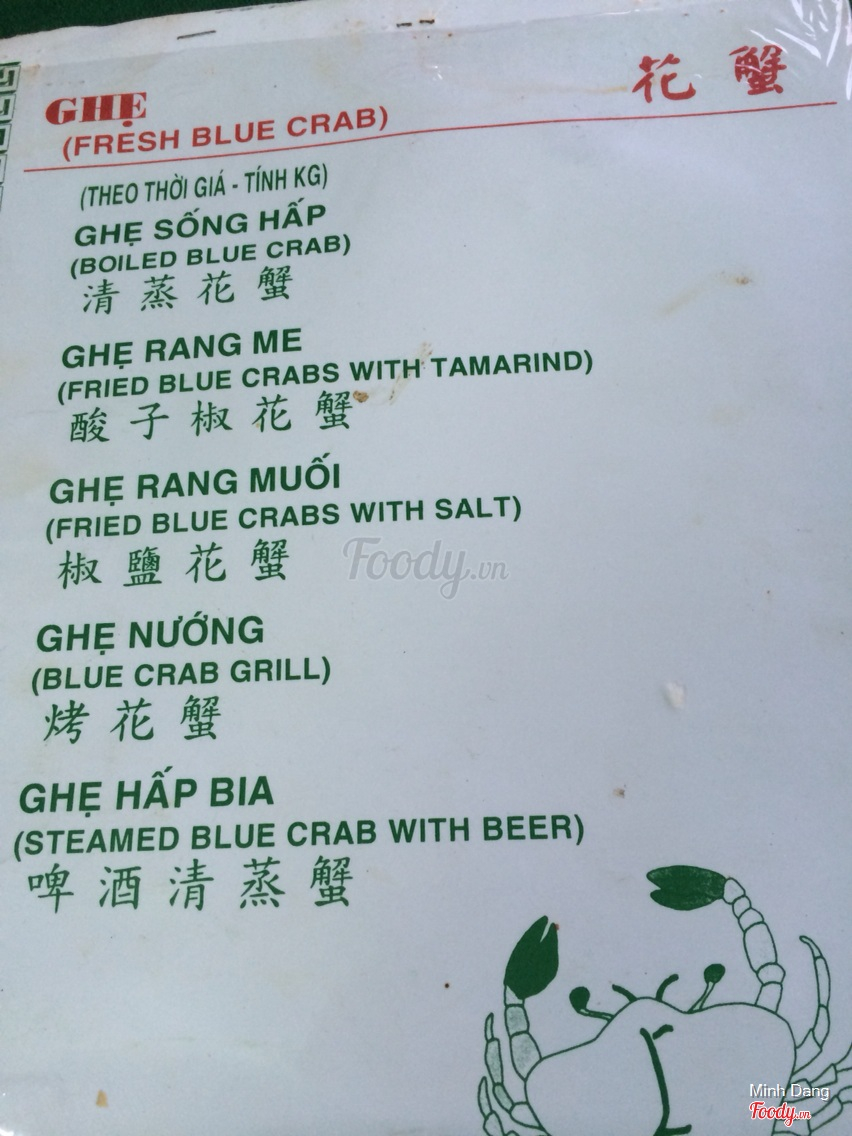 GHẸ
花蟹
(FRESH BLUE CRAB)
(THEO THỜI GIÁ - TÍNH KG)
GHẸ SỐNG HẤP
(BOILED BLUE CRAB)
清蒸花蟹
GHẸ RANG ME
(FRIED BLUE CRABS WITH TAMARIND)
酸子椒花蟹
GHẸ RANG MUỐI
(FRIED BLUE CRABS WITH SALT)
椒鹽花蟹
Foody.vn
GHẸ NƯỚNG
(BLUE CRAB GRILL)
烤花蟹
GHẸ HẤP BIA
(STEAMED BLUE CRAB WITH BEER)
啤酒清蒸蟹
Minh Dang
Foody.vn